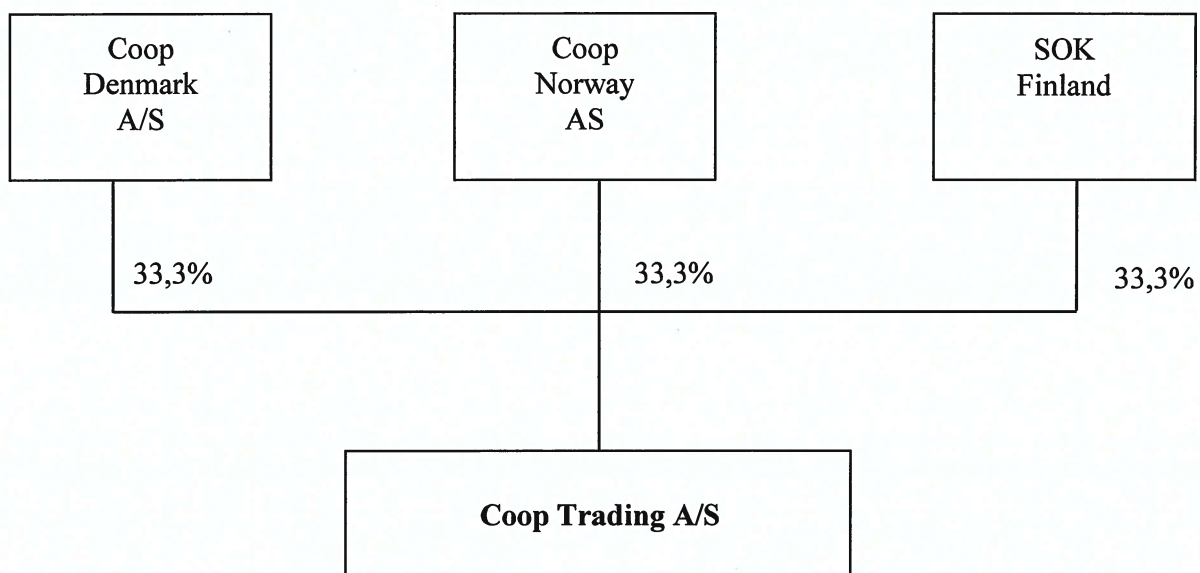 Coop
Denmark
A/S
Coop
Norway
AS
SOK
Finland
33,3%
33,3%
33,3%
Coop Trading A/S